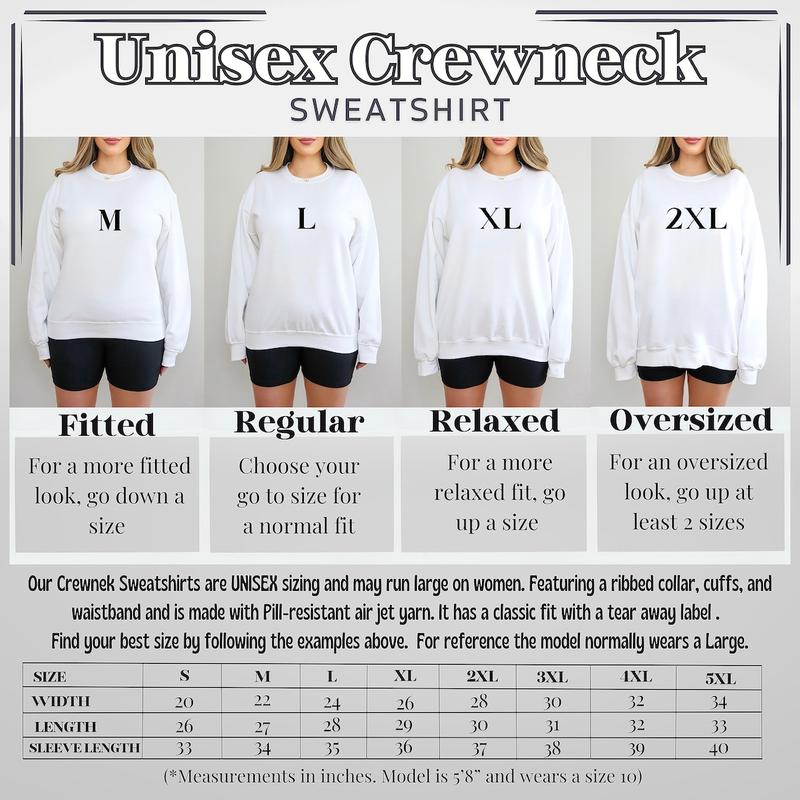 Unisex Crewneck
SWEATSHIRT
M
L
XL
2XL
Fitted
Regular
Relaxed
Oversized
For a more fitted
look, go down a
size
Choose your
go to size for
a normal fit
For a more
relaxed fit, go
up a size
For an oversized
look, go up at
least 2 sizes
Our Crewnek Sweatshirts are UNISEX sizing and may run large on women. Featuring a ribbed collar, cuffs, and
waistband and is made with Pill-resistant air jet yarn. It has a classic fit with a tear away label .
Find your best size by following the examples above. For reference the model normally wears a Large.
SIZE S M L XL 2XL 3XL 4XL 5XL
WIDTH 20 22 24 26 28 30 32 34
LENGTH 26 27 28 29 30 31 32 33
SLEEVE LENGTH 33 34 35 36 37 38 39 40
(*Measurements in inches. Model is 5'8” and wears a size 10)